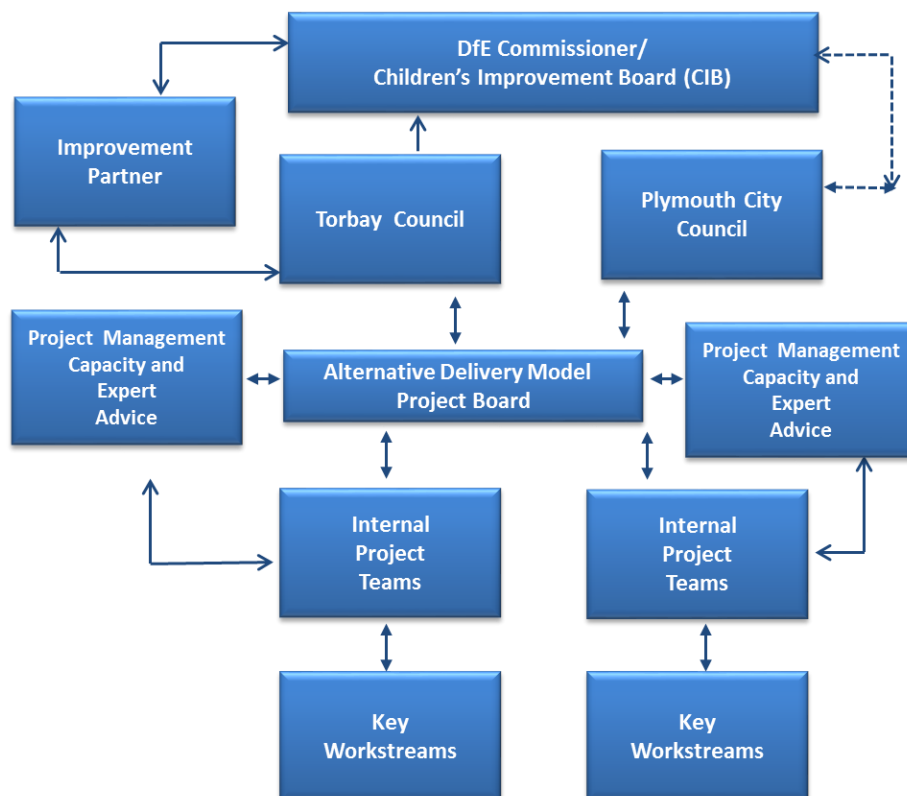 DfE Commissioner/
Children's Improvement Board (CIB)
Improvement
Partner
Torbay Council
Plymouth City
Council
Project Management
Capacity and
Expert
Advice
Alternative Delivery Model
Project Board
Project Management
Capacity and
Expert
Advice
Internal
Project
Teams
Internal
Project
Teams
Key
Workstreams
Key
Workstreams